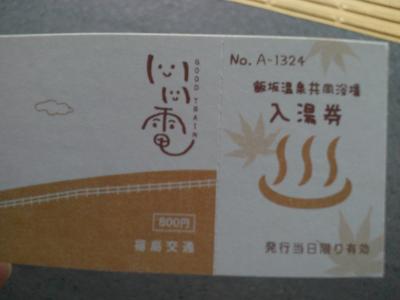 いい電
GOOD TRAIN
800円
福島交通
No. A-1324
飯坂温泉共同浴場
入湯券
発行当日限り有効